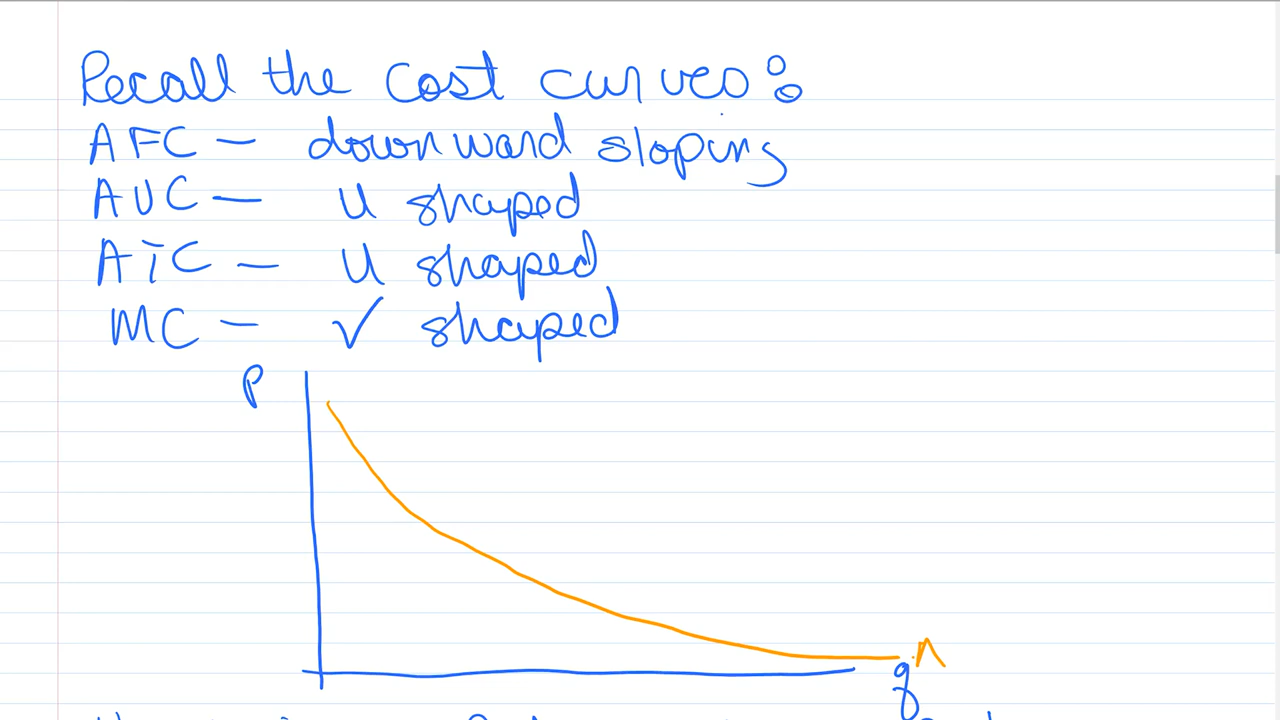 Recall the cost curves:
AFC - downward sloping
AVC - U shaped
ATC - U shaped
MC - ✓ shaped
P
q